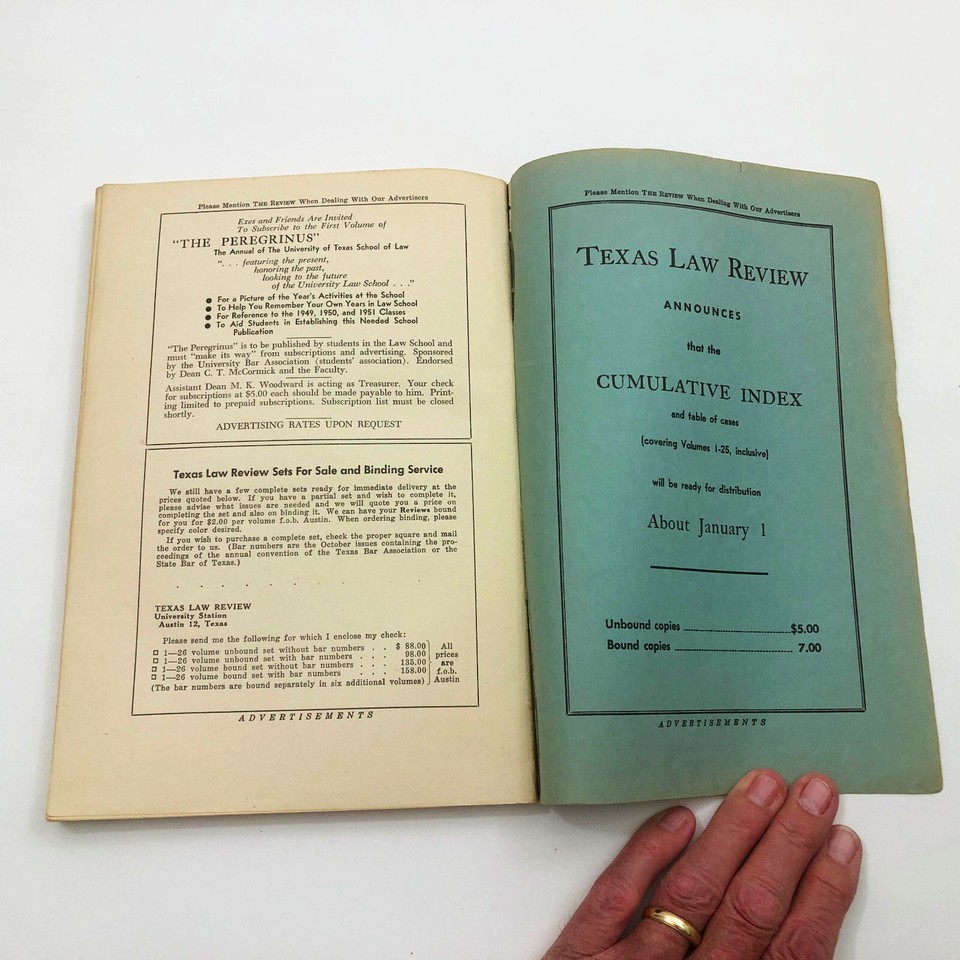 Please Mention THE REVIEW When Dealing With Our Advertisers
Exes and Friends Are Invited
To Subscribe to the First Volume of
"THE PEREGRINUS"
The Annual of The University of Texas School of Law
". . . featuring the present,
honoring the past,
looking to the future
of the University Law School . . ."
● For a Picture of the Year's Activities at the School
● To Help You Remember Your Own Years in Law School
● For Reference to the 1949, 1950, and 1951 Classes
● To Aid Students in Establishing this Needed School
Publication
"The Peregrinus" is to be published by students in the Law School and
must "make its way" from subscriptions and advertising. Sponsored
by the University Bar Association (students' association). Endorsed
by Dean C. T. McCormick and the Faculty.
Assistant Dean M. K. Woodward is acting as Treasurer. Your check
for subscriptions at $5.00 each should be made payable to him. Print-
ing limited to prepaid subscriptions. Subscription list must be closed
shortly.
ADVERTISING RATES UPON REQUEST
Texas Law Review Sets For Sale and Binding Service
We still have a few complete sets ready for immediate delivery at the
prices quoted below. If you have a partial set and wish to complete it,
please advise what issues are needed and we will quote you a price on
completing the set and also on binding it. We can have your Reviews bound
for you for $2.00 per volume f.o.b. Austin. When ordering binding, please
specify color desired.
If you wish to purchase a complete set, check the proper square and mail
the order to us. (Bar numbers are the October issues containing the pro-
ceedings of the annual convention of the Texas Bar Association or the
State Bar of Texas.)
. . . . . . . .
TEXAS LAW REVIEW
University Station
Austin 12, Texas
Please send me the following for which I enclose my check:
□ 1—26 volume unbound set without bar numbers . . $ 88.00 All
□ 1—26 volume unbound set with bar numbers . . . 98.00 prices
□ 1—26 volume bound set without bar numbers . . . 135.00 are
□ 1—26 volume bound set with bar numbers . . . 158.00 f.o.b.
(The bar numbers are bound separately in six additional volumes) Austin
ADVERTISEMENTS
Please Mention THE REVIEW When Dealing With Our Advertisers
TEXAS LAW REVIEW
ANNOUNCES
that the
CUMULATIVE INDEX
and table of cases
(covering Volumes 1-25, inclusive)
will be ready for distribution
About January 1
Unbound copies ........................................$5.00
Bound copies ........................................ 7.00
ADVERTISEMENTS